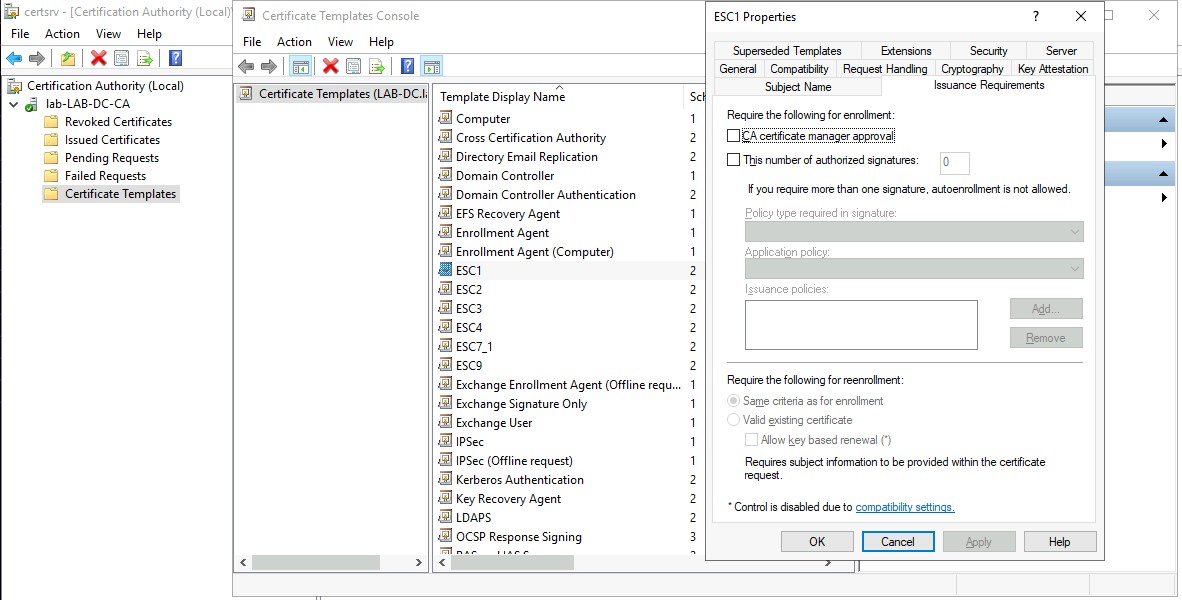 certsrv - [Certification Authority (Local)
File Action View Help
Certification Authority (Local)
lab-LAB-DC-CA
Revoked Certificates
Issued Certificates
Pending Requests
Failed Requests
Certificate Templates
Certificate Templates Console
File Action View Help
Certificate Templates (LAB-DC.la
Template Display Name Sch
Computer 1
Cross Certification Authority 2
Directory Email Replication 2
Domain Controller 1
Domain Controller Authentication 2
EFS Recovery Agent 1
Enrollment Agent 1
Enrollment Agent (Computer) 1
ESC1 2
ESC2 2
ESC3 2
ESC4 2
ESC7_1 2
ESC9 2
Exchange Enrollment Agent (Offline requ... 1
Exchange Signature Only 1
Exchange User 1
IPSec 1
IPSec (Offline request) 1
Kerberos Authentication 2
Key Recovery Agent 2
LDAPS 2
OCSP Response Signing 3
ESC1 Properties
Superseded Templates Extensions Security Server
General Compatibility Request Handling Cryptography Key Attestation
Subject Name Issuance Requirements
Require the following for enrollment:
CA certificate manager approval
This number of authorized signatures: 0
If you require more than one signature, autoenrollment is not allowed.
Policy type required in signature:
Application policy:
Issuance policies:
Add...
Remove
Require the following for reenrollment:
Same criteria as for enrollment
Valid existing certificate
Allow key based renewal (*)
Requires subject information to be provided within the certificate
request.
* Control is disabled due to compatibility settings.
OK Cancel Apply Help